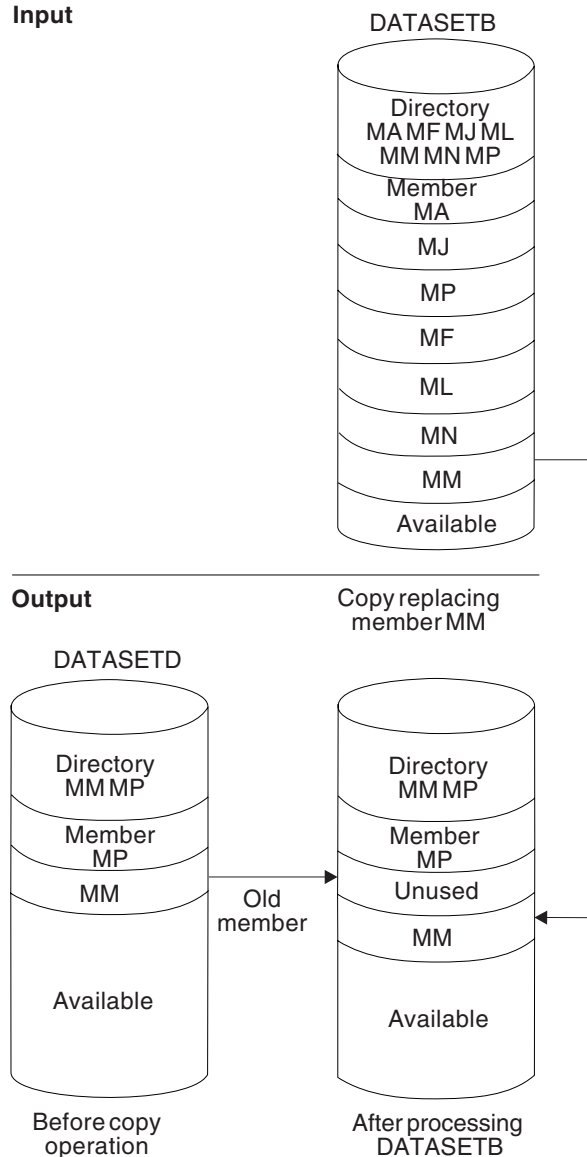 Input
DATASETB
Directory
MA MF MJ ML
MM MN MP
Member
MA
MJ
MP
MF
ML
MN
MM
Available
Output
Copy replacing
member MM
DATASETD
Directory
MM MP
Member
MP
MM
Available
Before copy
operation
Old
member
Directory
MM MP
Member
MP
Unused
MM
Available
After processing
DATASETB